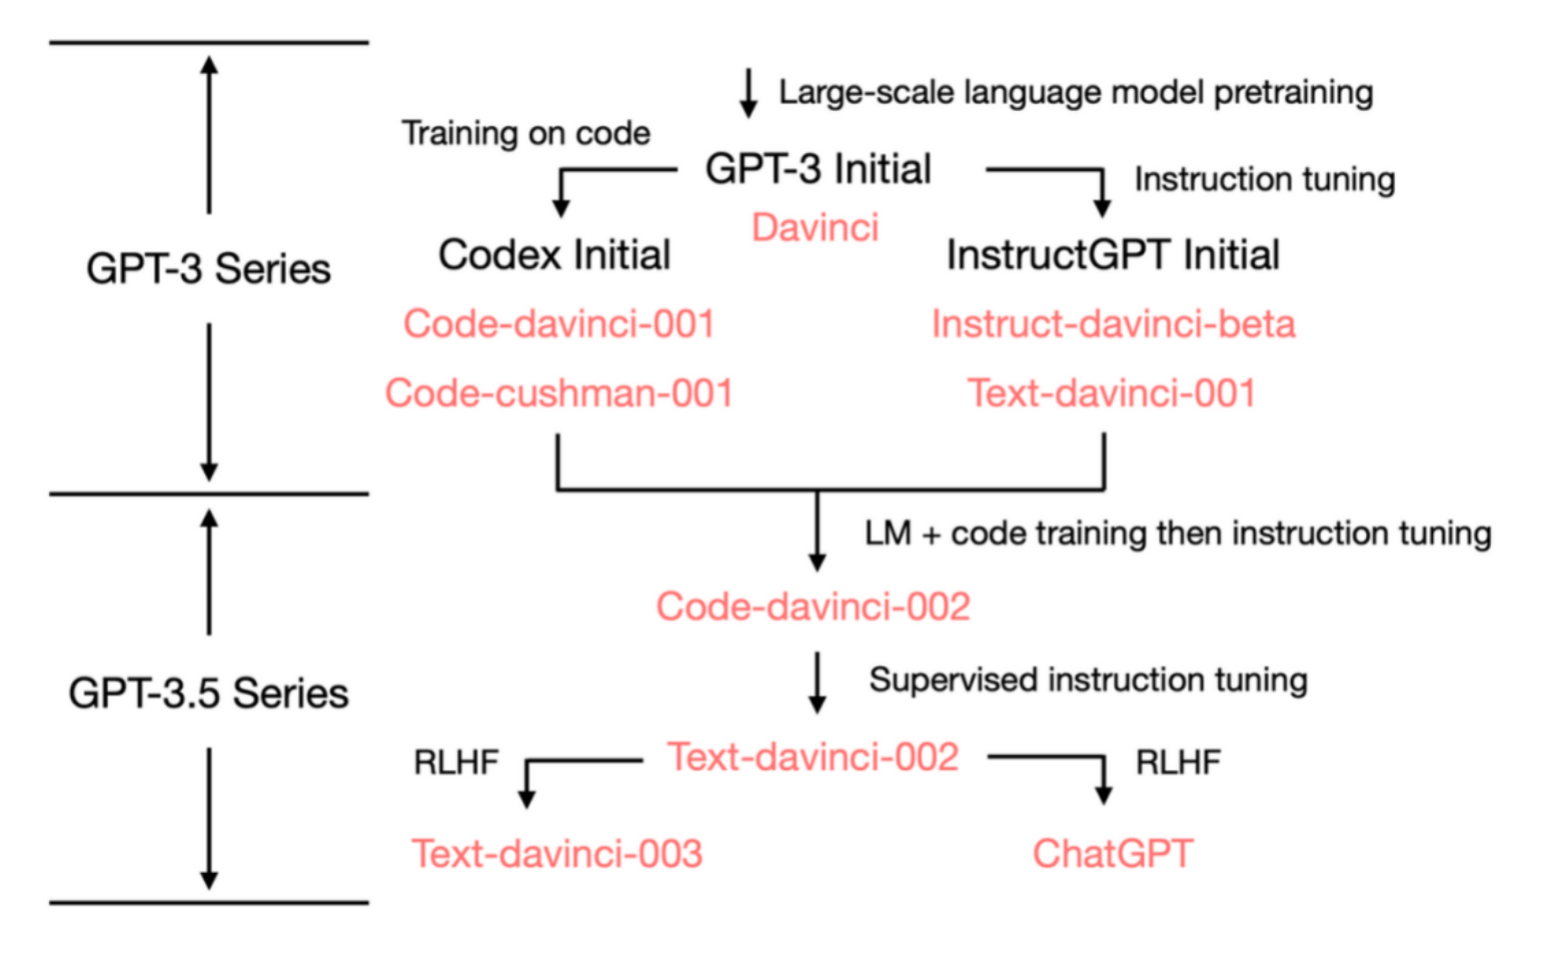 Large-scale language model pretraining
Training on code
GPT-3 Initial
Instruction tuning
Davinci
Codex Initial
InstructGPT Initial
GPT-3 Series
Code-davinci-001
Instruct-davinci-beta
Code-cushman-001
Text-davinci-001
LM + code training then instruction tuning
Code-davinci-002
Supervised instruction tuning
GPT-3.5 Series
RLHF
Text-davinci-002
RLHF
Text-davinci-003
ChatGPT